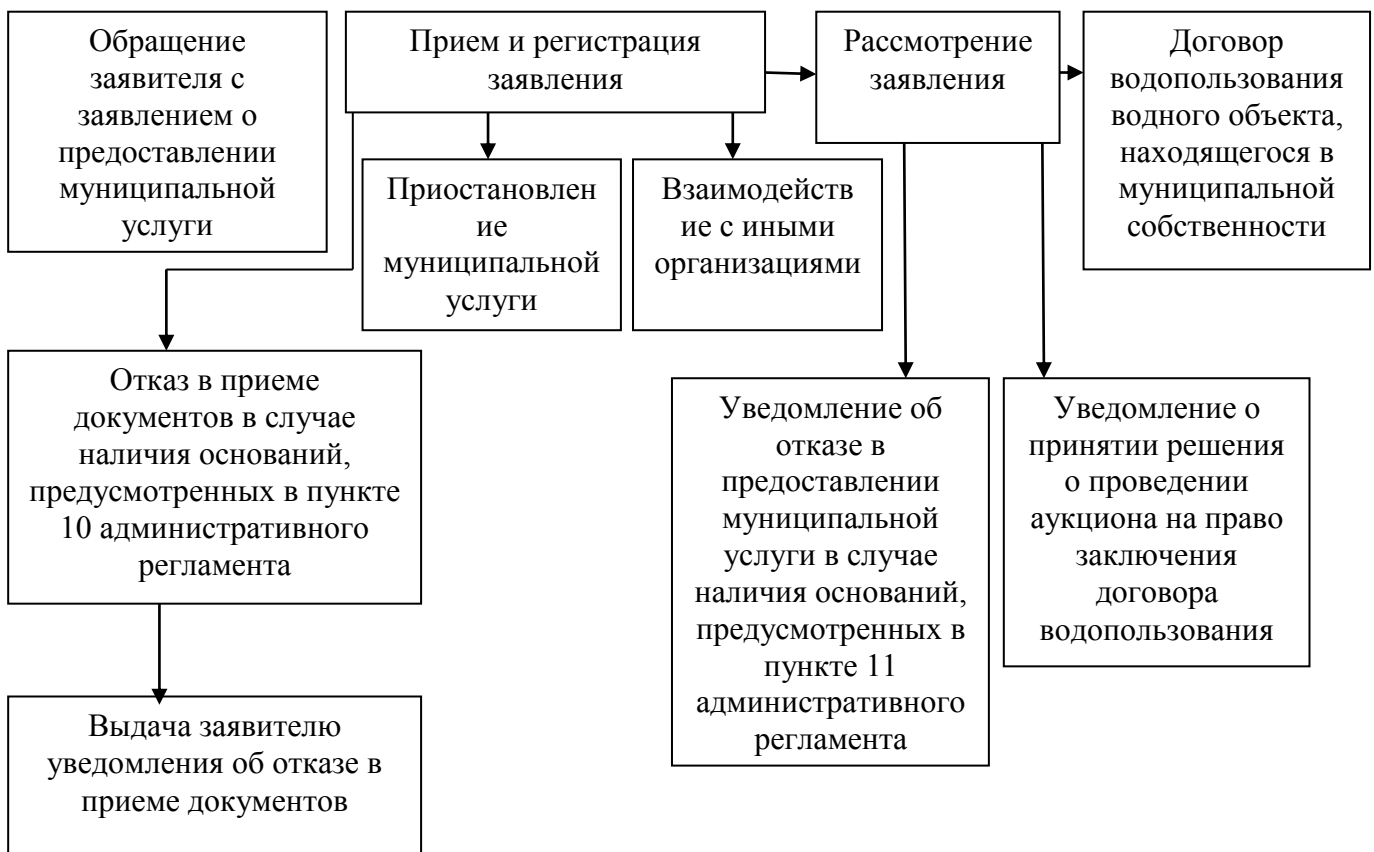 Обращение
заявителя с
заявлением о
предоставлении
муниципальной
услуги
Прием и регистрация
заявления
Рассмотрение
заявления
Договор
водопользования
водного объекта,
находящегося в
муниципальной
собственности
Приостановлен
ие
муниципальной
услуги
Взаимодейств
ие с иными
организациями
Отказ в приеме
документов в случае
наличия оснований,
предусмотренных в пункте
10 административного
регламента
Уведомление об
отказе в
предоставлении
муниципальной
услуги в случае
наличия оснований,
предусмотренных в
пункте 11
административного
регламента
Уведомление о
принятии решения
о проведении
аукциона на право
заключения
договора
водопользования
Выдача заявителю
уведомления об отказе в
приеме документов